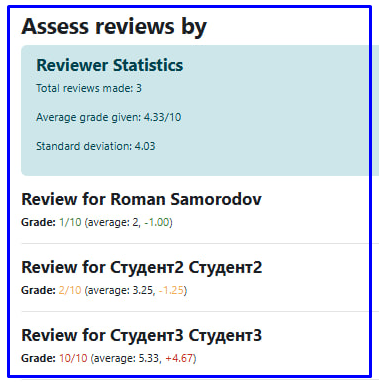 Assess reviews by
Reviewer Statistics
Total reviews made: 3
Average grade given: 4.33/10
Standard deviation: 4.03
Review for Roman Samorodov
Grade: 1/10 (average: 2, -1.00)
Review for Студент2 Студент2
Grade: 2/10 (average: 3.25, -1.25)
Review for Студент3 Студент3
Grade: 10/10 (average: 5.33, +4.67)